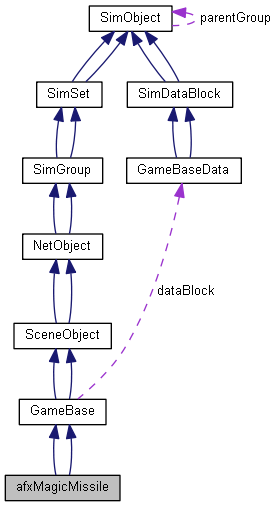 SimObject
parentGroup
SimSet
SimDataBlock
SimGroup
GameBaseData
NetObject
SceneObject
dataBlock
GameBase
afxMagicMissile